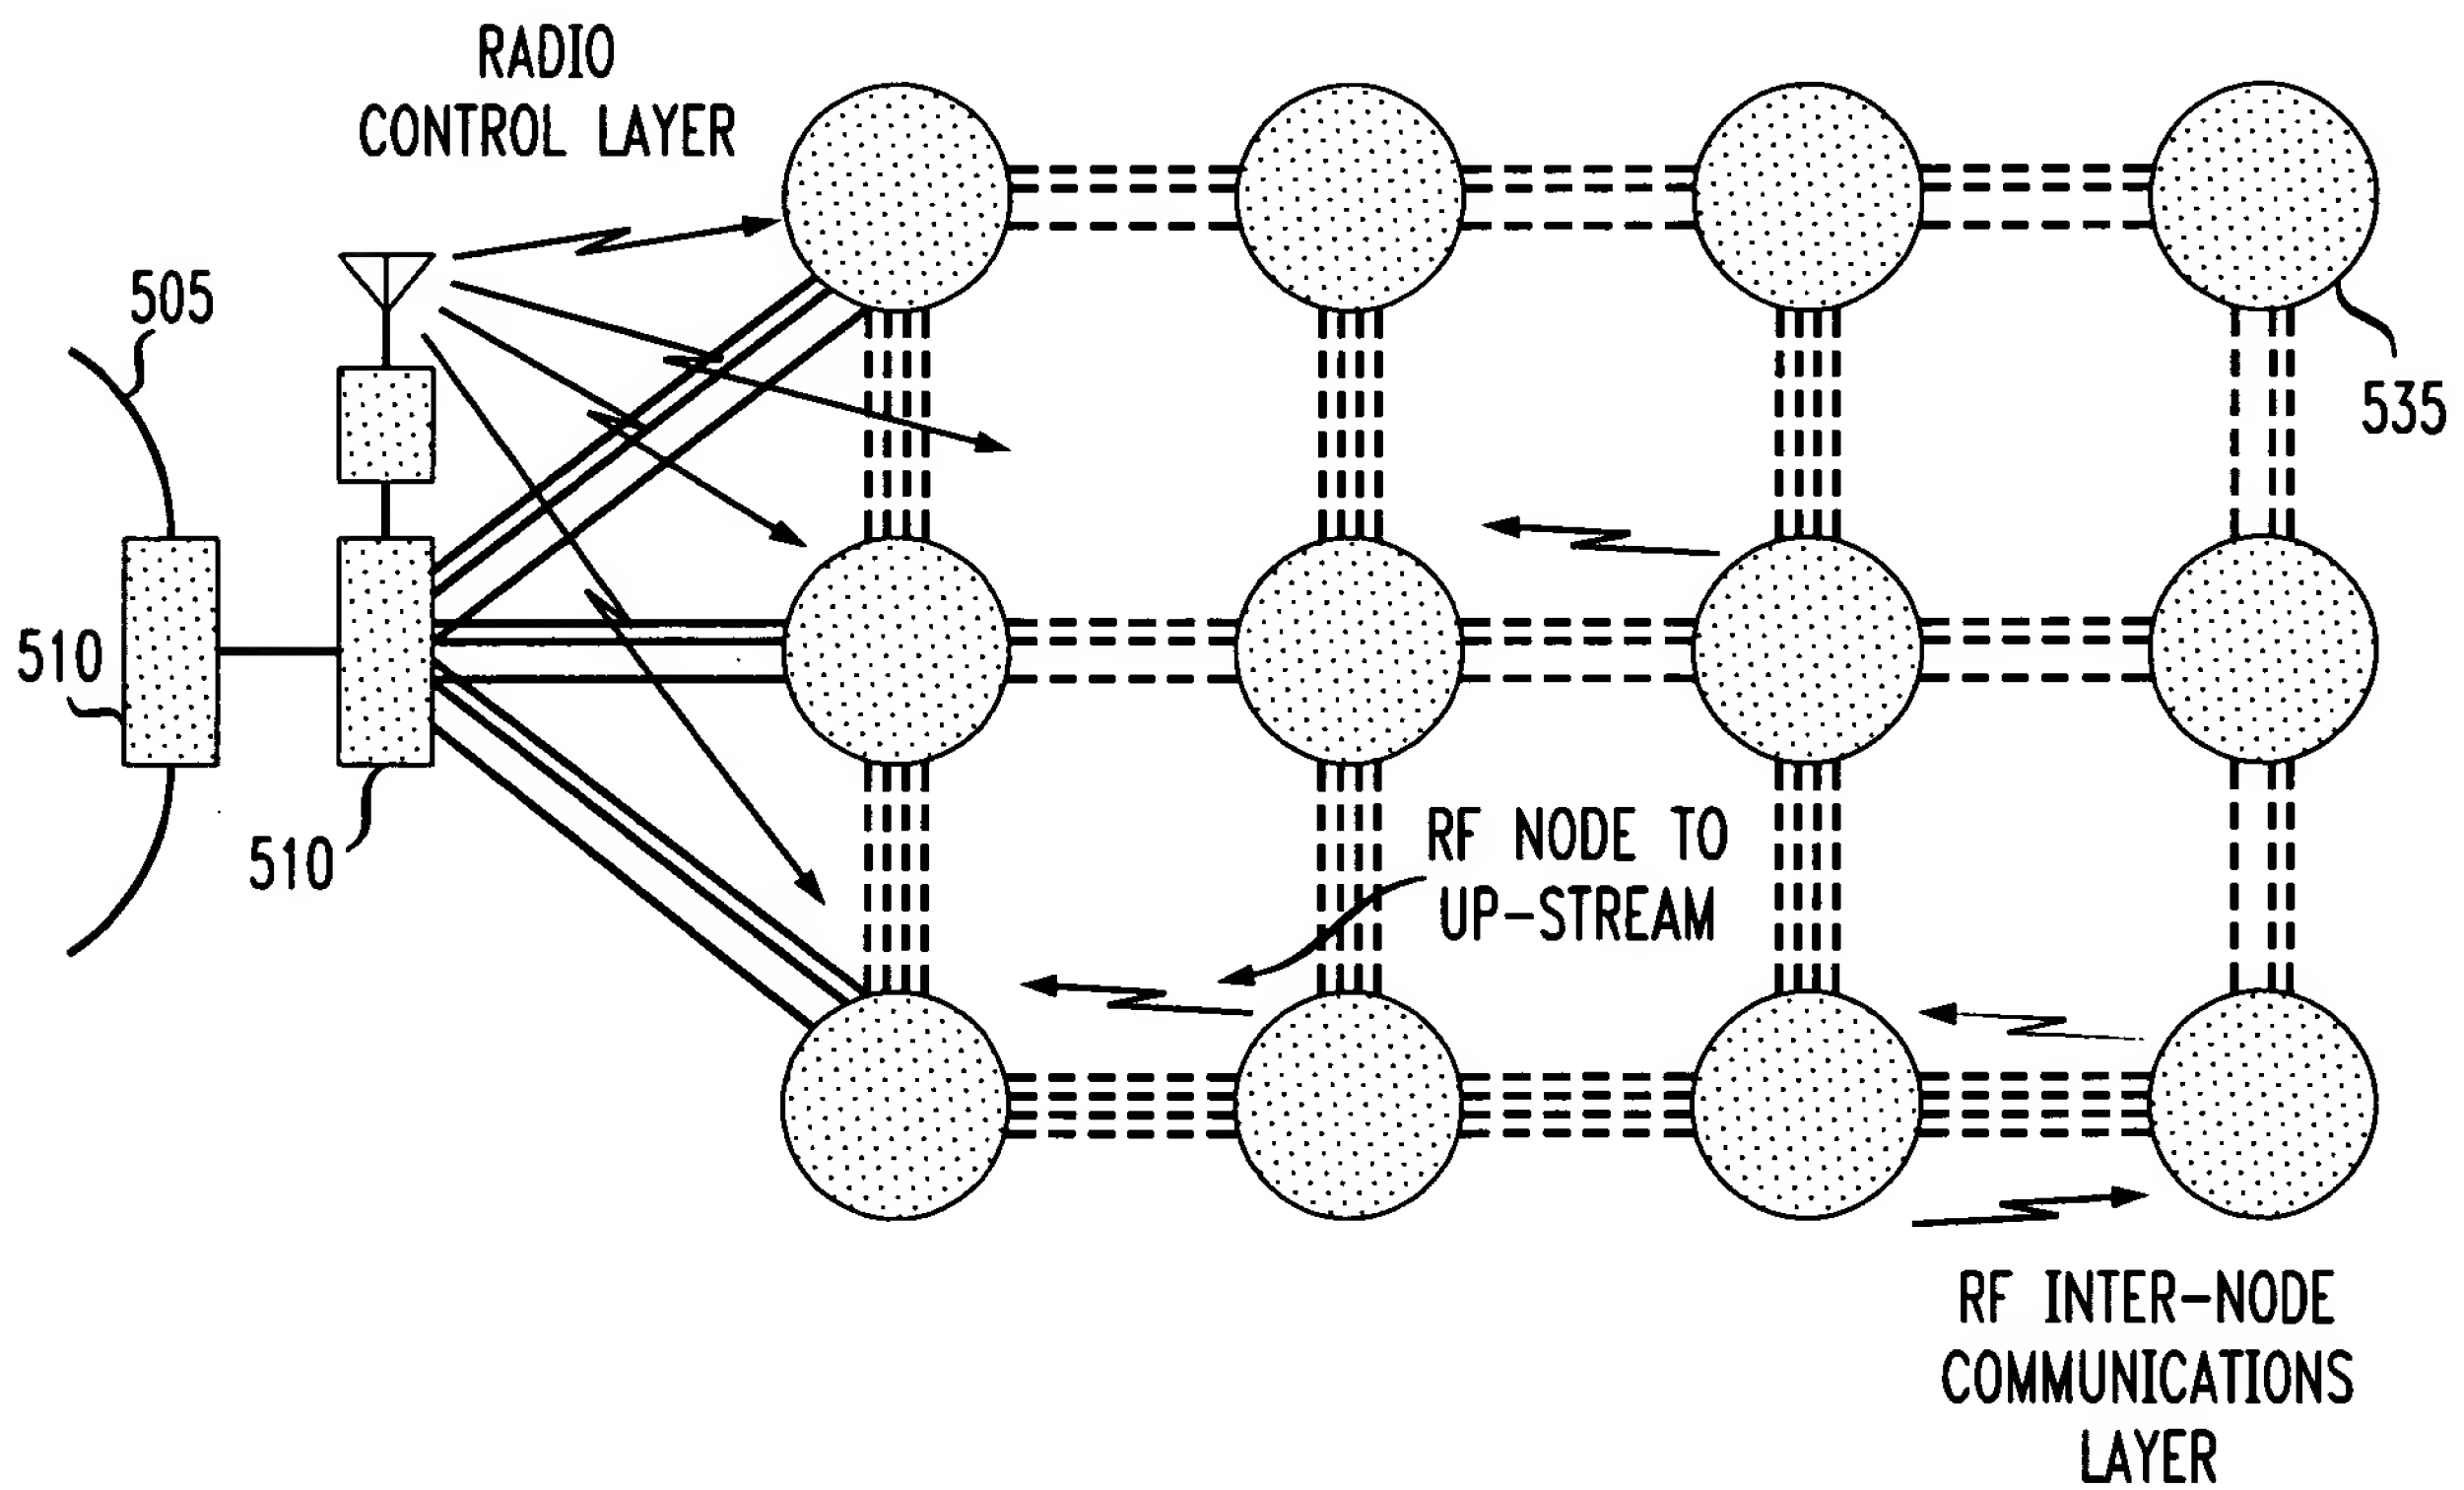 RADIO
CONTROL LAYER
505
535
510
510
RF NODE TO
UP-STREAM
RF INTER-NODE
COMMUNICATIONS
LAYER